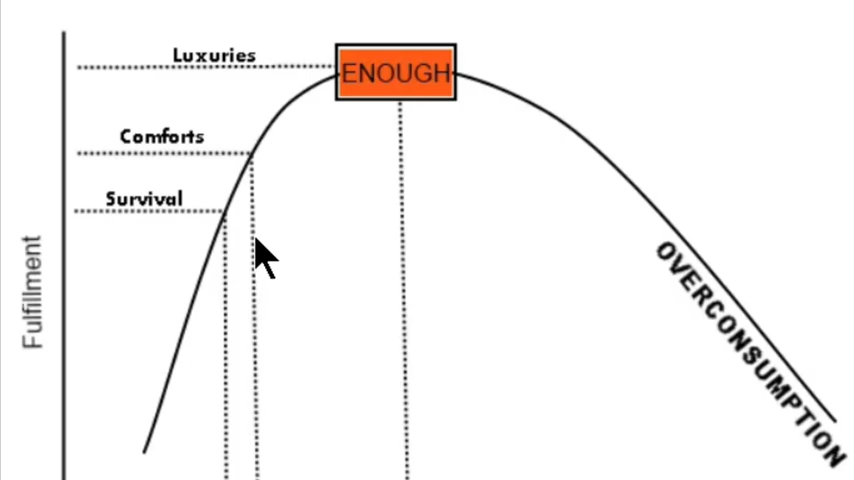 Luxuries
ENOUGH
Comforts
Survival
Fulfillment
OVERCONSUMPTION